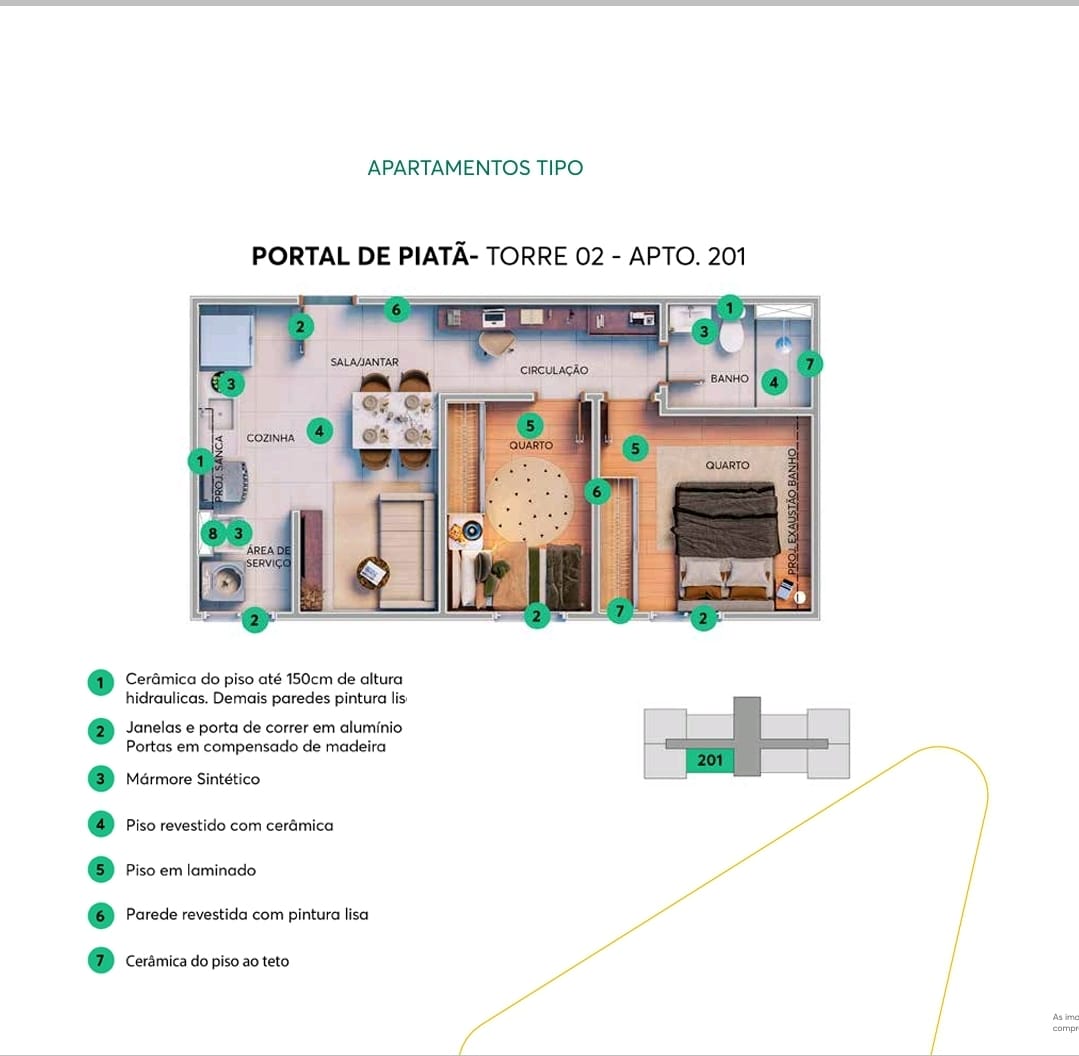 APARTAMENTOS TIPO
PORTAL DE PIATÃ- TORRE 02 - APTO. 201
6
1
2
3
SALA/JANTAR
CIRCULAÇÃO
7
BANHO
4
3
5
COZINHA
4
QUARTO
5
QUARTO
1
PROJ. SANCA
6
PROJ. EXAUSTÃO BANHO
8
3
ÁREA DE
SERVIÇO
2
2
7
2
1
Cerâmica do piso até 150cm de altura
hidraulicas. Demais paredes pintura lis
2
Janelas e porta de correr em alumínio
Portas em compensado de madeira
3
Mármore Sintético
4
Piso revestido com cerâmica
5
Piso em laminado
6
Parede revestida com pintura lisa
7
Cerâmica do piso ao teto
201
As